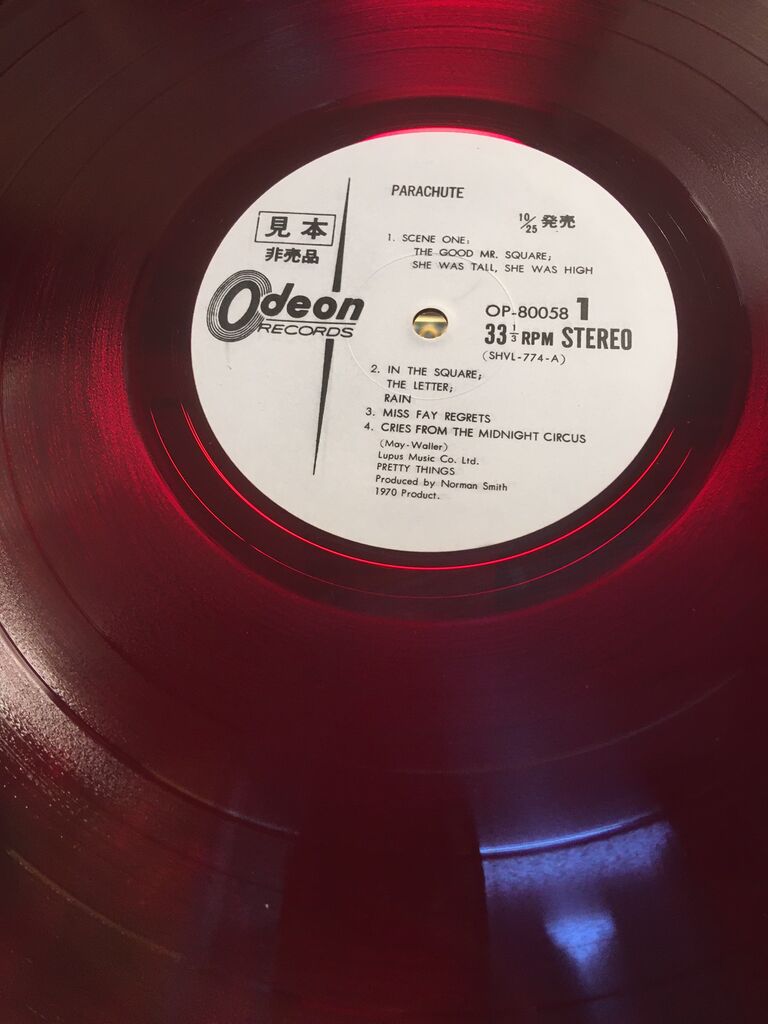 PARACHUTE
10/25 発売
見本
非売品
1. SCENE ONE;
THE GOOD MR. SQUARE;
SHE WAS TALL, SHE WAS HIGH
Odeon
RECORDS
OP-80058 1
33 1/3 RPM STEREO
(SHVL-774-A)
2. IN THE SQUARE;
THE LETTER;
RAIN
3. MISS FAY REGRETS
4. CRIES FROM THE MIDNIGHT CIRCUS
(May-Waller)
Lupus Music Co. Ltd.
PRETTY THINGS
Produced by Norman Smith
1970 Product.